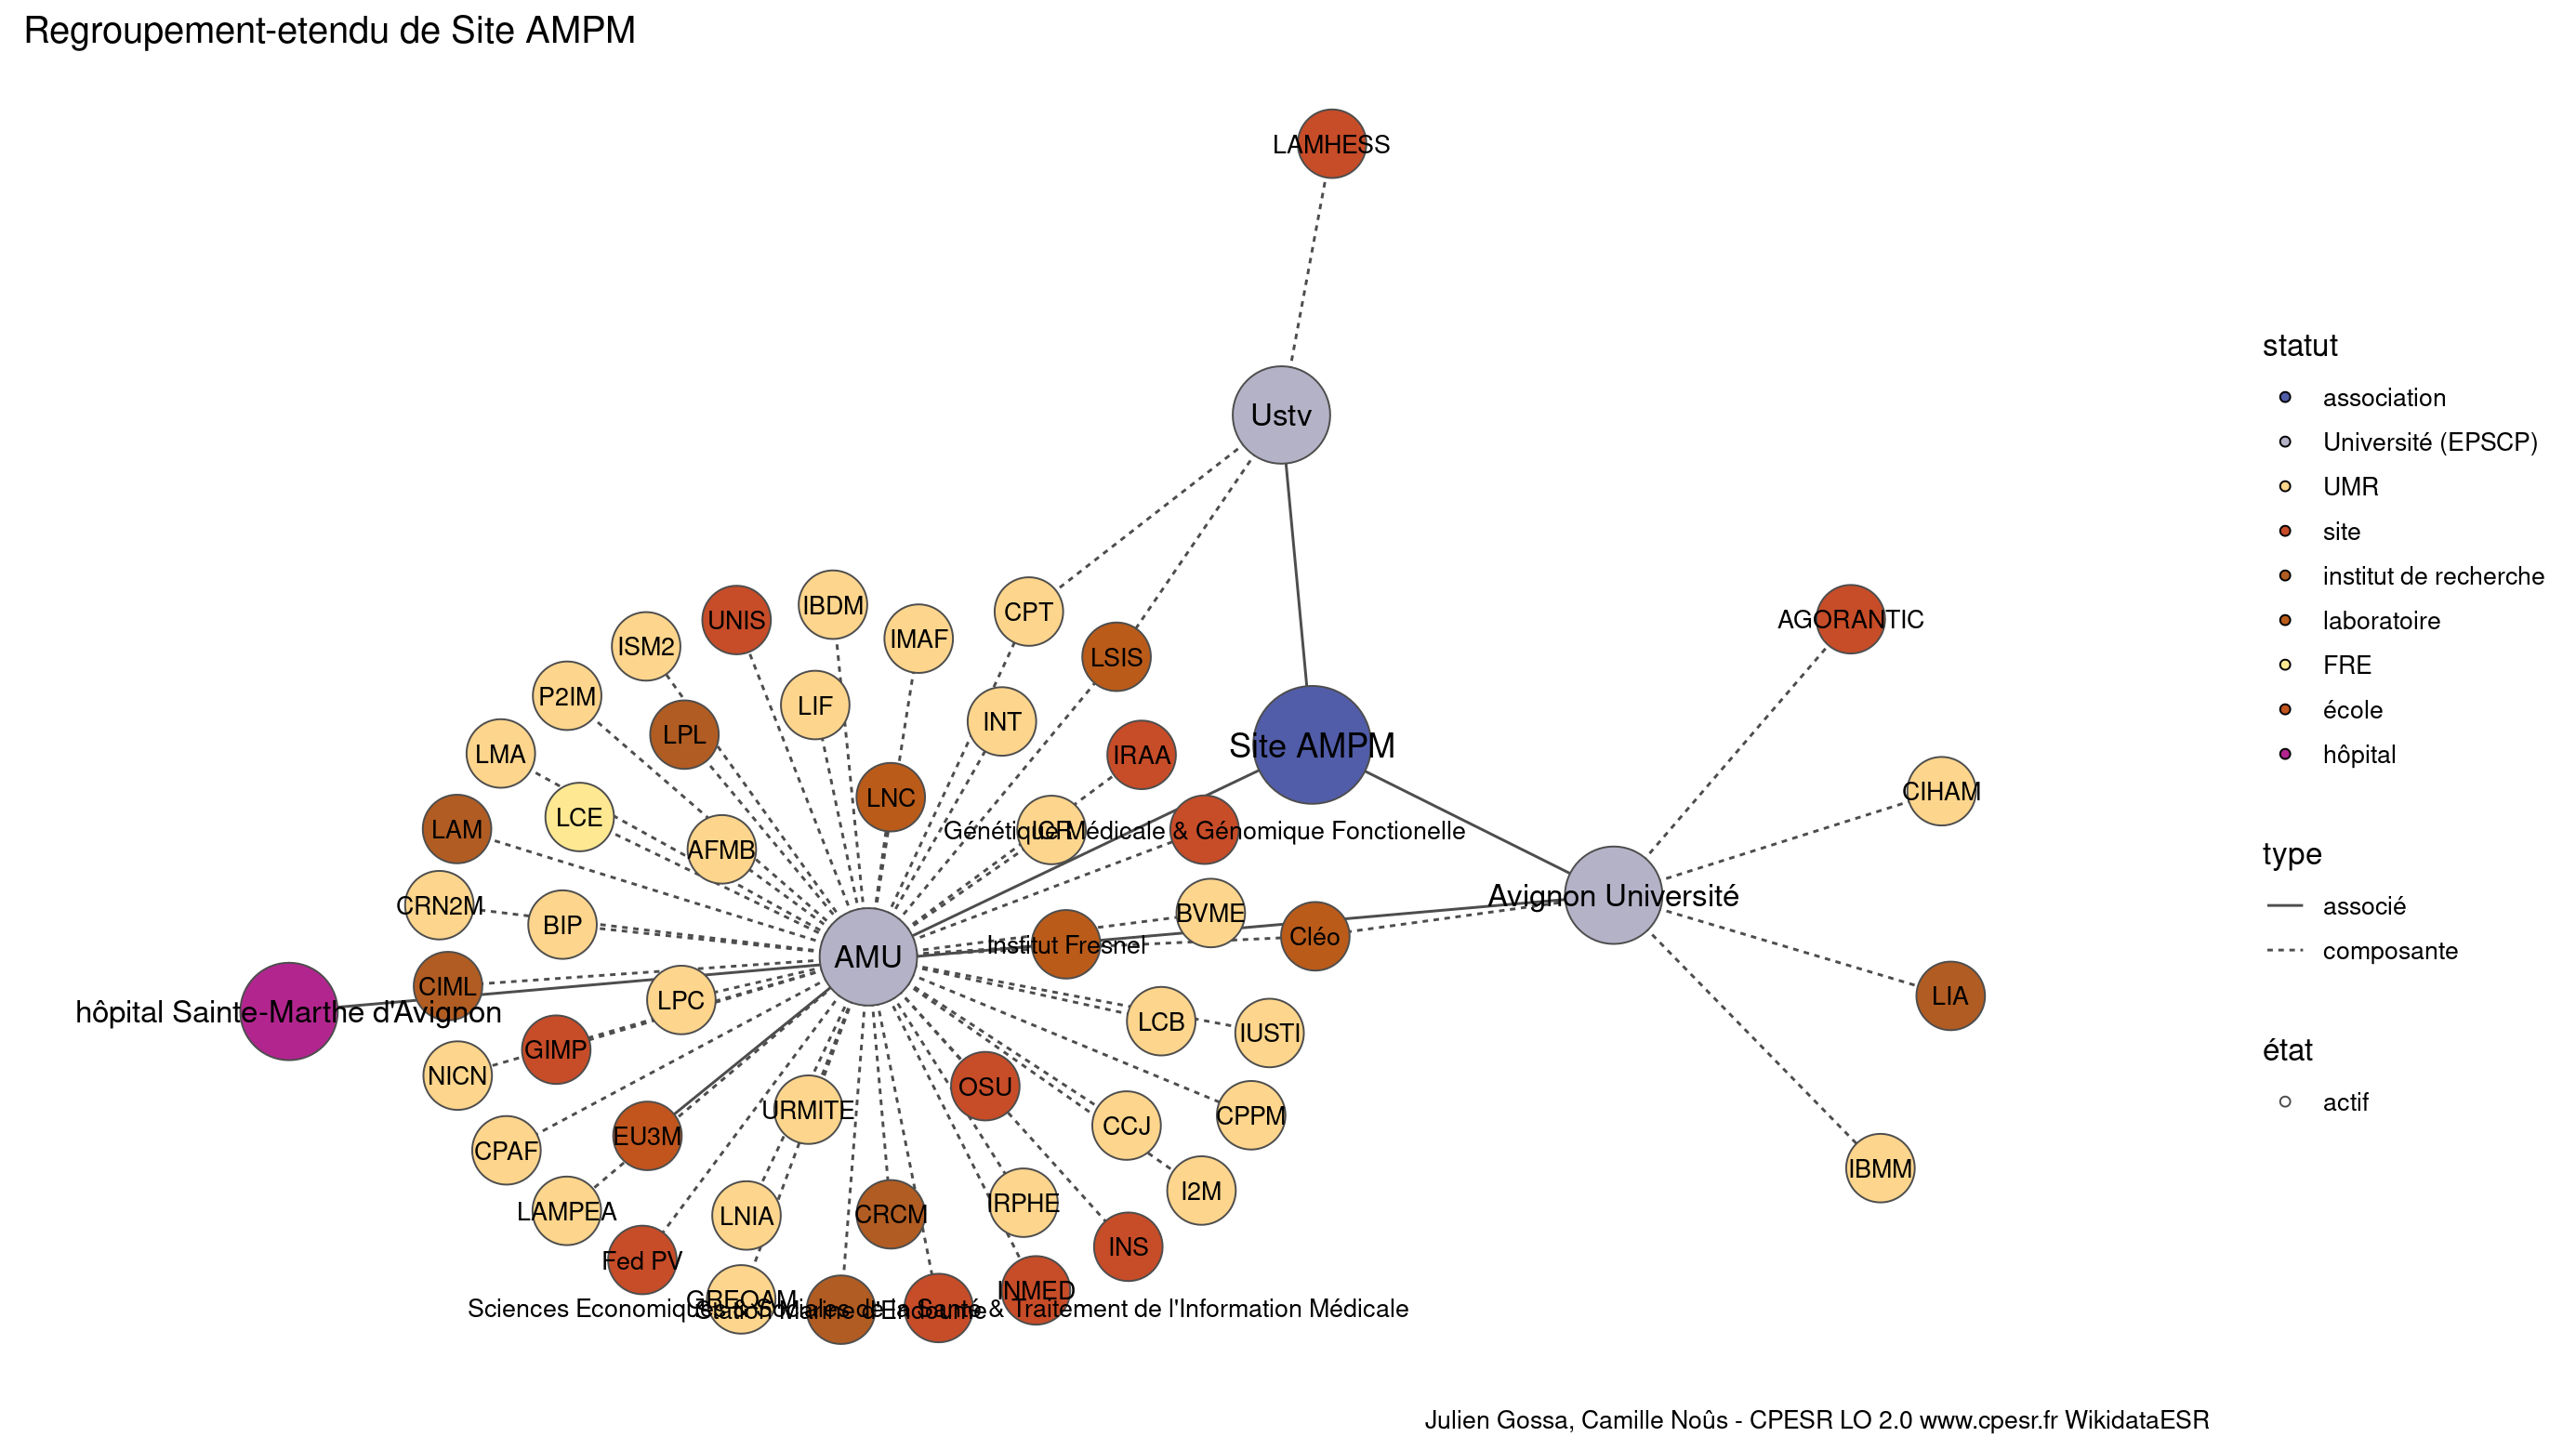 Regroupement-etendu de Site AMPM
LAMHESS
Ustv
IBDM
CPT
UNIS
AGORANTIC
IMAF
ISM2
LSIS
P2IM
LIF
INT
LPL
Site AMPM
LMA
IRAA
CIHAM
LNC
LCE
LAM
Génétique Médicale & Génomique Fonctionelle
ICR
AFMB
Avignon Université
CRN2M
BVME
BIP
Cléo
Institut Fresnel
AMU
CIML
LIA
LPC
hôpital Sainte-Marthe d'Avignon
LCB
IUSTI
GIMP
NICN
OSU
URMITE
CPPM
CCJ
EU3M
CPAF
IBMM
I2M
IRPHE
LAMPEA
CRCM
LNIA
INS
Fed PV
INMED
GREQAM
Sciences Economiques & Sociales de la Santé & Traitement de l'Information Médicale
Station Marine d'Endoume
statut
association
Université (EPSCP)
UMR
site
institut de recherche
laboratoire
FRE
école
hôpital
type
associé
composante
état
actif
Julien Gossa, Camille Noûs - CPESR LO 2.0 www.cpesr.fr WikidataESR